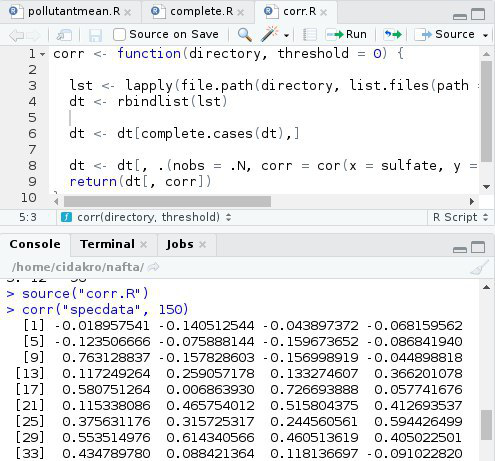 pollutantmean.R × complete.R × corr.R ×
Source on Save Run Source
1 corr <- function(directory, threshold = 0) {
2
3 lst <- lapply(file.path(directory, list.files(path =
4 dt <- rbindlist(lst)
5
6 dt <- dt[complete.cases(dt),]
7
8 dt <- dt[, .(nobs = .N, corr = cor(x = sulfate, y =
9 return(dt[, corr])
10
5:3 corr(directory, threshold) R Script
Console Terminal × Jobs ×
/home/cidakro/nafta/
> source("corr.R")
> corr("specdata", 150)
[1] -0.018957541 -0.140512544 -0.043897372 -0.068159562
[5] -0.123506666 -0.075888144 -0.159673652 -0.086841940
[9] 0.763128837 -0.157828603 -0.156998919 -0.044898818
[13] 0.117249264 0.259057178 0.133274607 0.366201078
[17] 0.580751264 0.006863930 0.726693888 0.057741676
[21] 0.115338086 0.465754012 0.515804375 0.412693537
[25] 0.375631176 0.315725317 0.244560561 0.594426499
[29] 0.553514976 0.614340566 0.460513619 0.405022501
[33] 0.434789780 0.088421364 0.118136697 -0.091022820